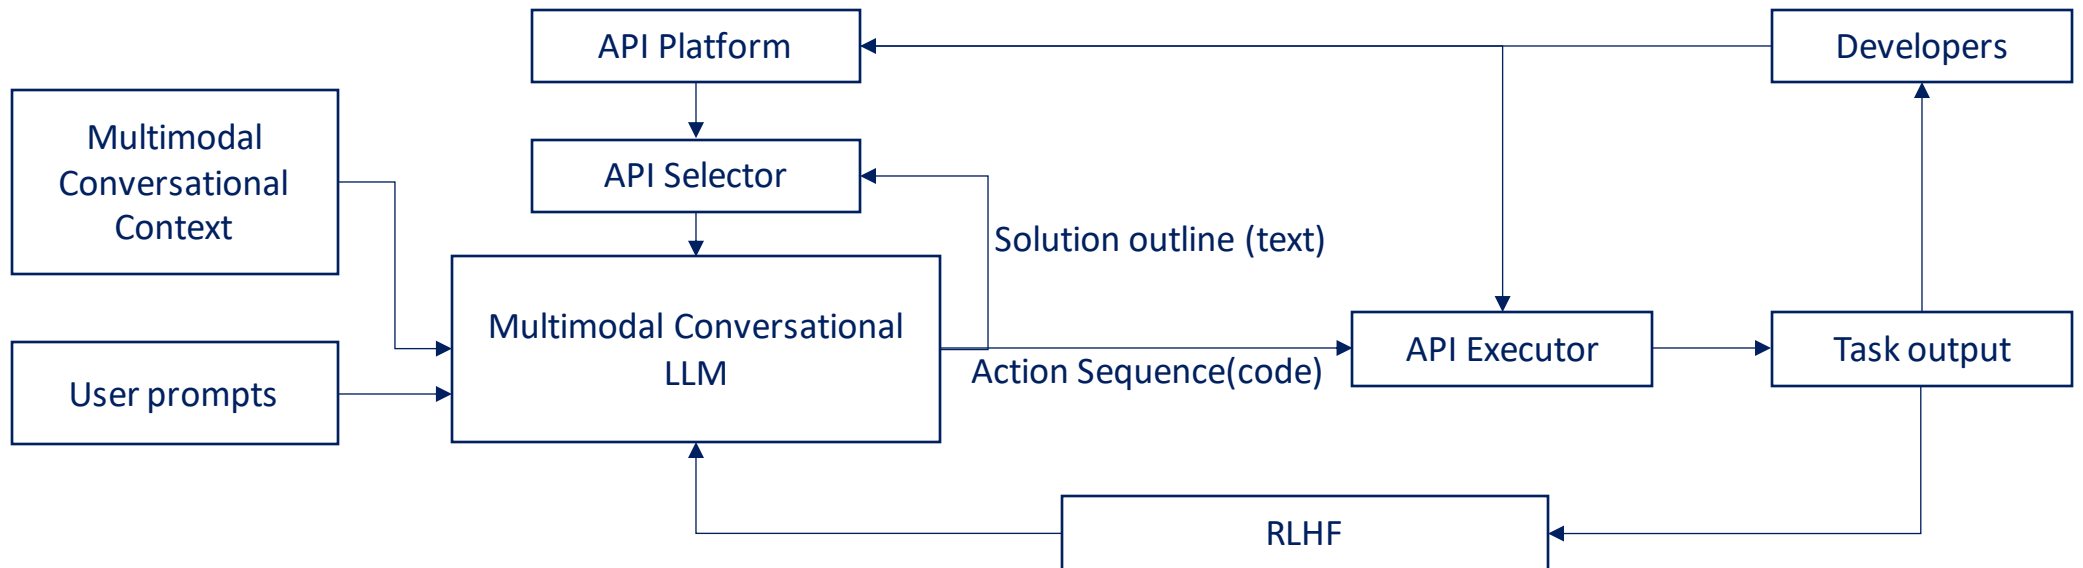 API Platform
Developers
Multimodal
Conversational
Context
API Selector
Solution outline (text)
Multimodal Conversational
LLM
API Executor
Task output
Action Sequence(code)
User prompts
RLHF